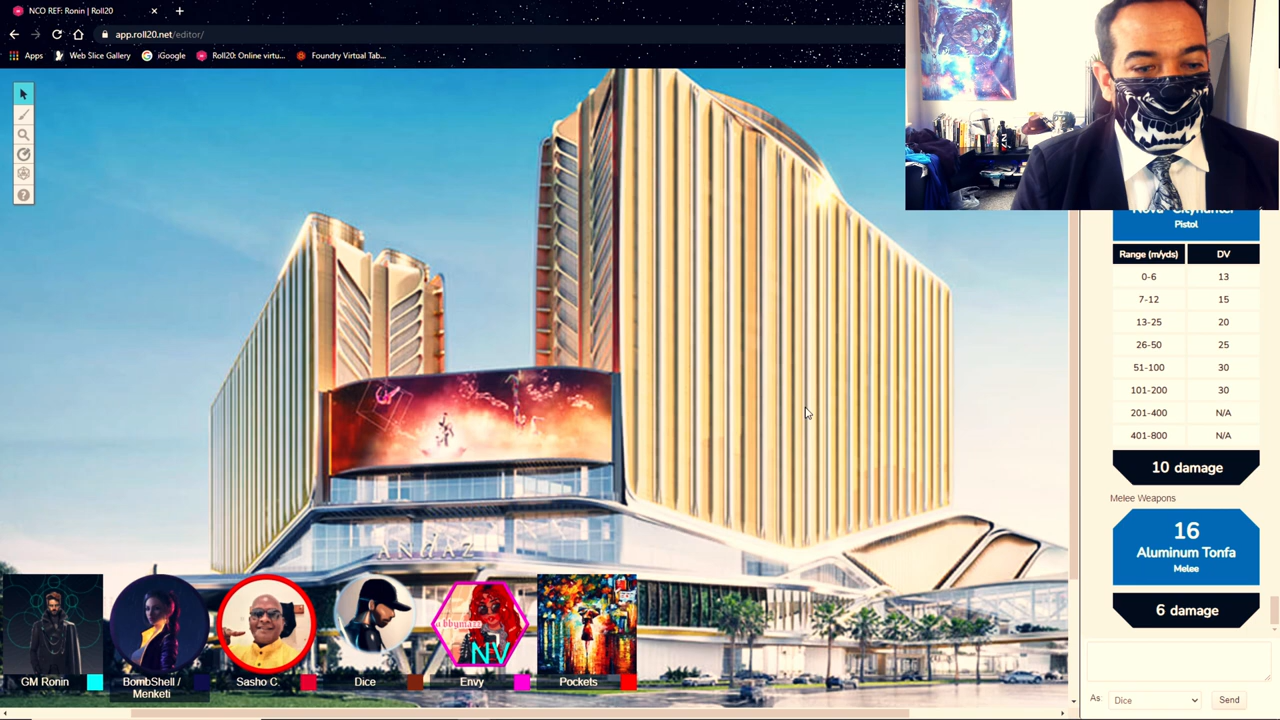 NCO REF: Ronin | Roll20
app.roll20.net/editor/
Apps
Web Slice Gallery
iGoogle
Roll20: Online virtu...
Foundry Virtual Tab...
Pistol
Range (m/yds) DV
0-6 13
7-12 15
13-25 20
26-50 25
51-100 30
101-200 30
201-400 N/A
401-800 N/A
10 damage
Melee Weapons
16
Aluminum Tonfa
Melee
6 damage
ANDAZ
NV
GM Ronin
BombShell /
Menketi
Sasho C.
Dice
Envy
Pockets
As:
Dice
Send